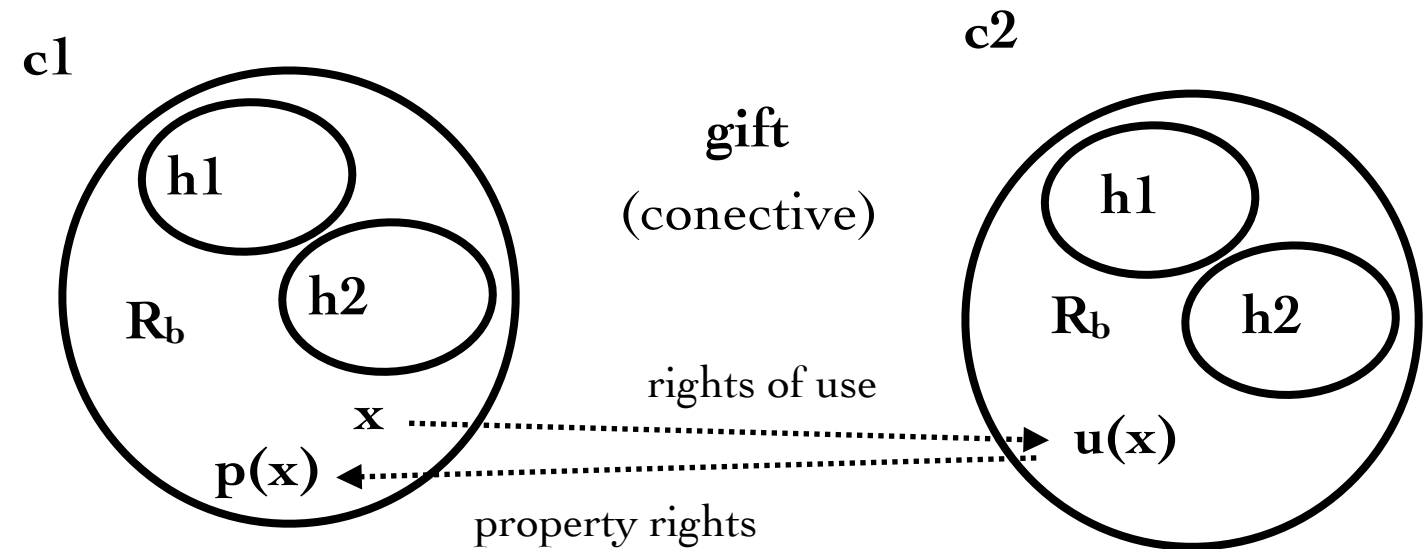 c1
c2
gift
(conective)
h1
h2
Rb
x
p(x)
rights of use
property rights
h1
h2
Rb
u(x)